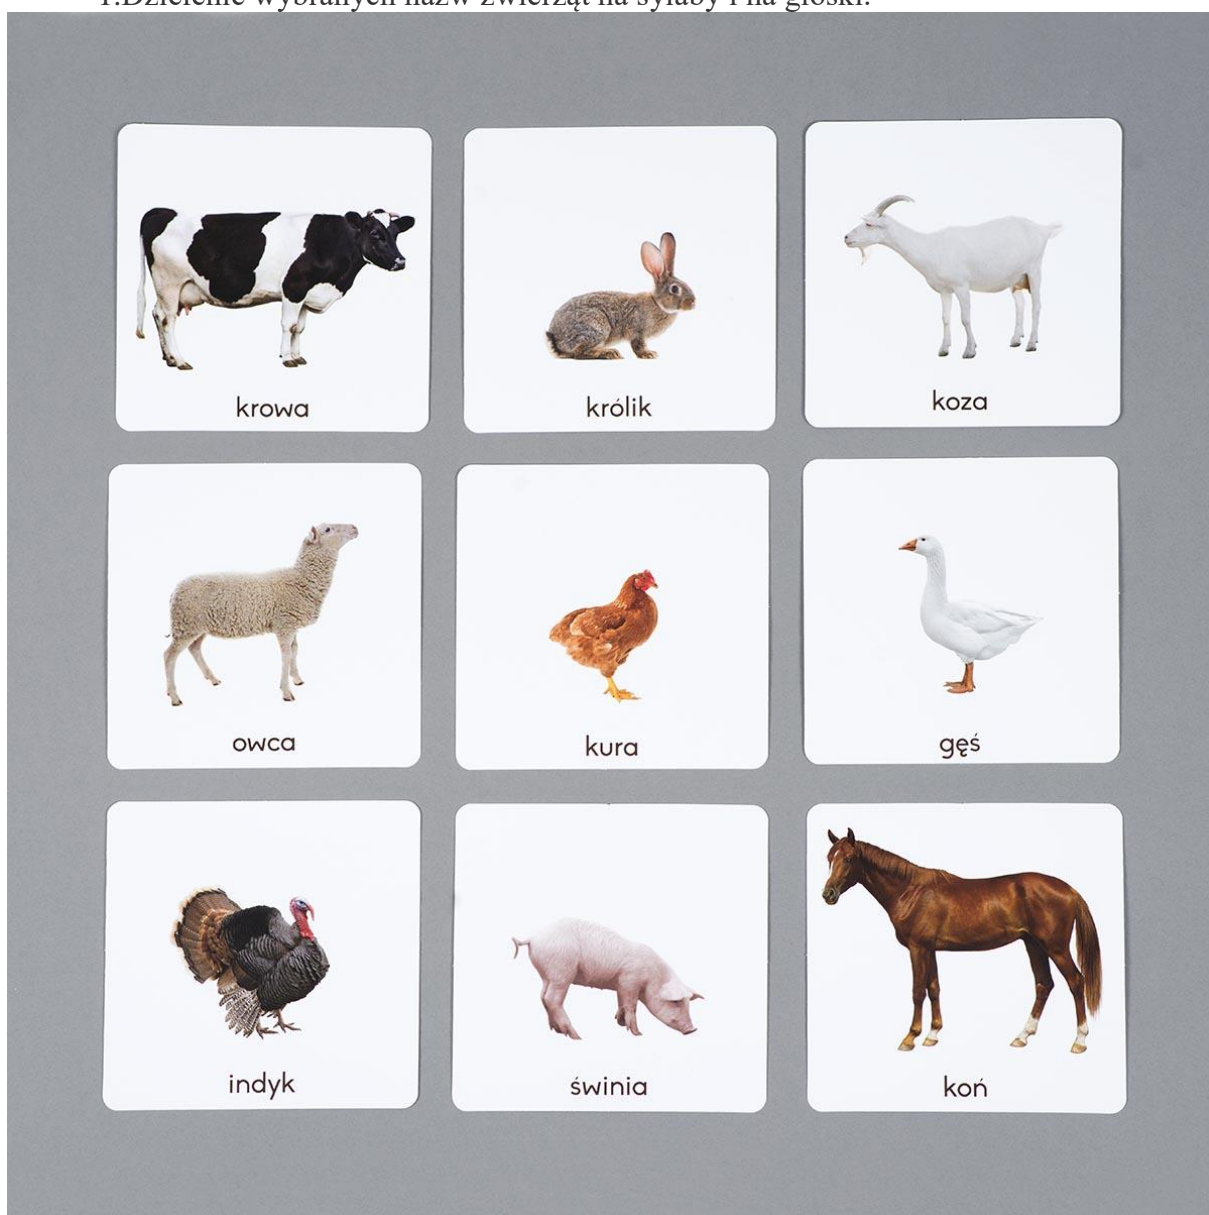 1.Dzielenie wybranych nazw zwierząt na sylaby i na głoski.
krowa
królik
koza
owca
kura
gęś
indyk
świnia
koń